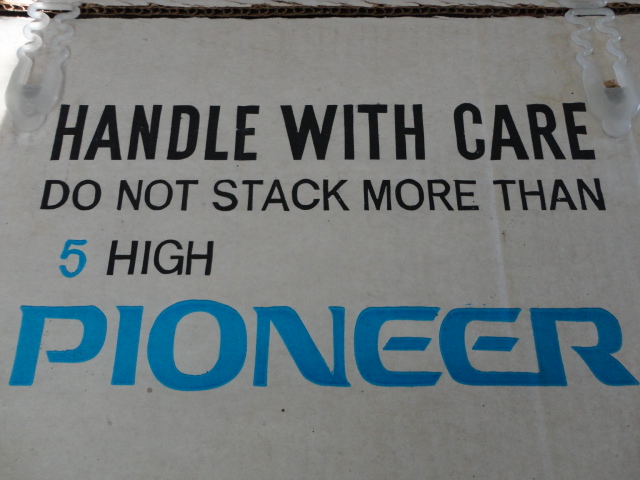 HANDLE WITH CARE
DO NOT STACK MORE THAN
5 HIGH
PIONEER